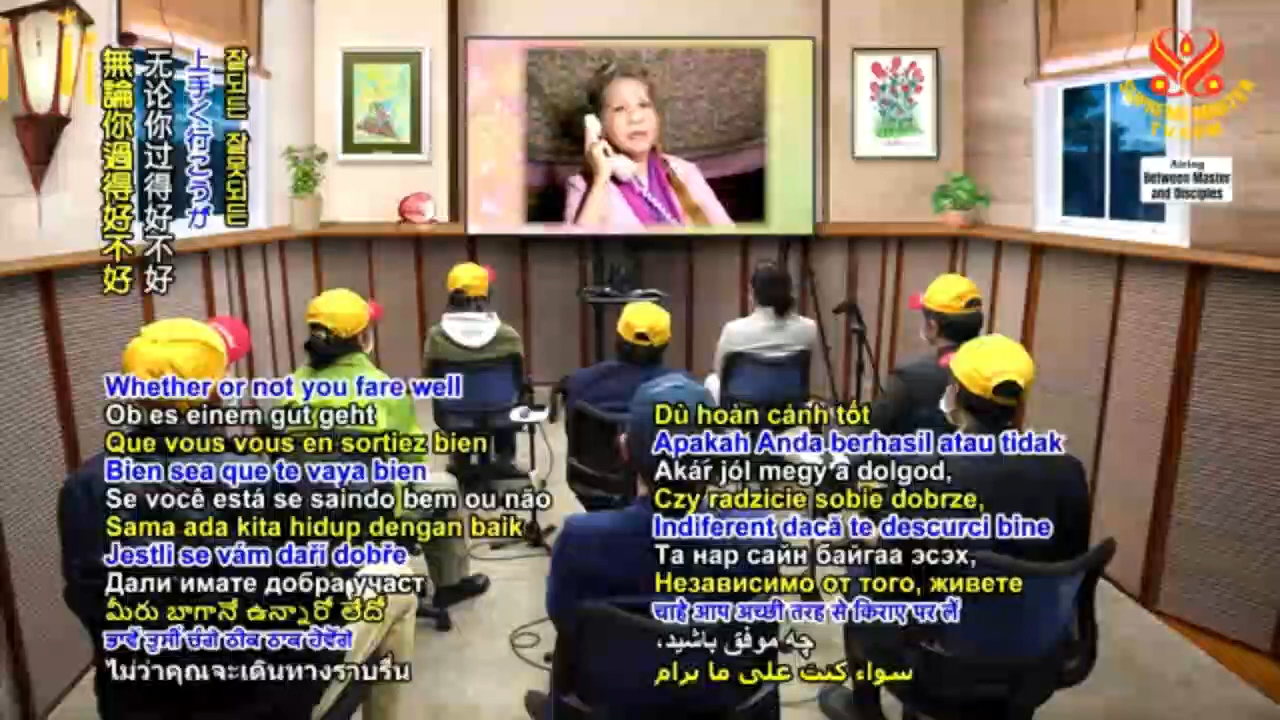 無論你過得好不好
无论你过得好不好
上手く行こうが
잘되든 잘못되든
SUPREME MASTER
TV.COM
Airing
Between Master
and Disciples
Whether or not you fare well
Ob es einem gut geht
Que vous vous en sortiez bien
Bien sea que te vaya bien
Se você está se saindo bem ou não
Sama ada kita hidup dengan baik
Jestli se vám daří dobře
Дали имате добра участ
మీరు బాగానే ఉన్నారో లేదో
ਭਾਵੇਂ ਤੁਸੀਂ ਚੰਗੇ ਠੀਕ ਠਾਕ ਹੋਵੋਂਗੇ
ไม่ว่าคุณจะเดินทางราบรื่น
Dù hoàn cảnh tốt
Apakah Anda berhasil atau tidak
Akár jól megy a dolgod,
Czy radzicie sobie dobrze,
Indiferent dacă te descurci bine
Та нар сайн байгаа эсэх,
Независимо от того, живете
चाहे आप अच्छी तरह से किराए पर लें
چه موفق باشید،
سواء كنت على ما يرام